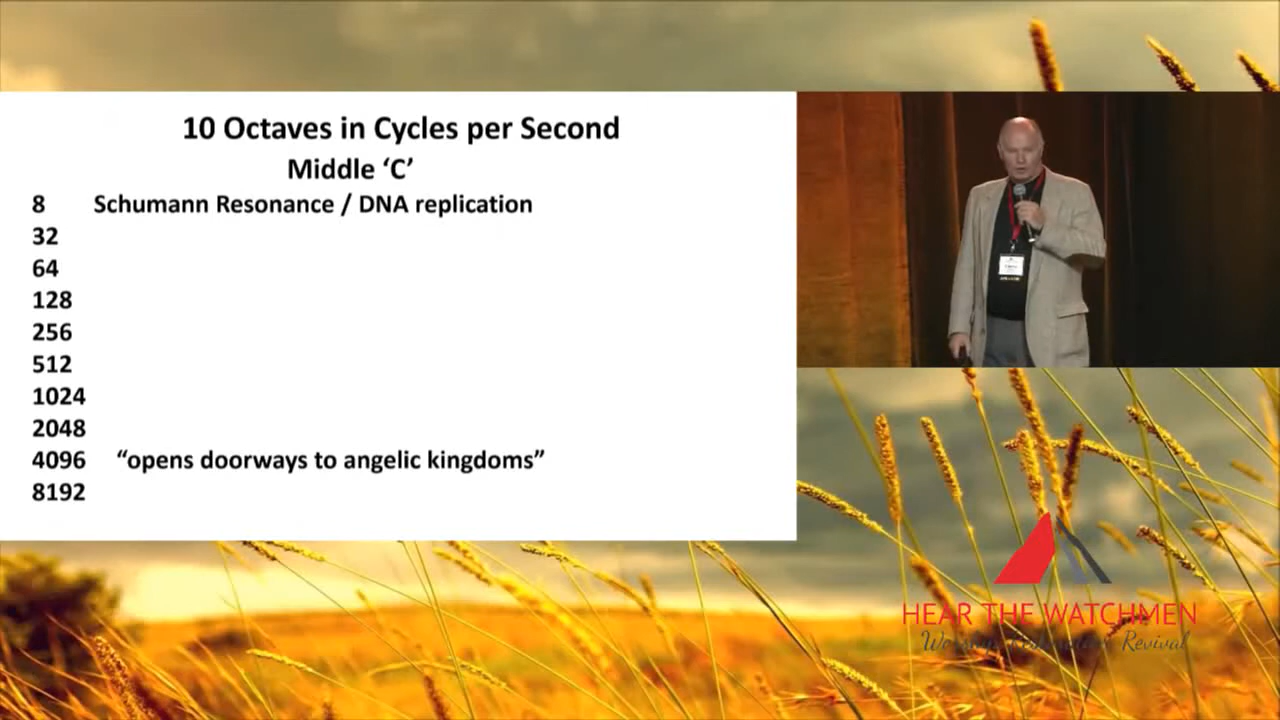 10 Octaves in Cycles per Second
Middle ‘C’
8 Schumann Resonance / DNA replication
32
64
128
256
512
1024
2048
4096 “opens doorways to angelic kingdoms”
8192
HEAR THE WATCHMEN
Revival